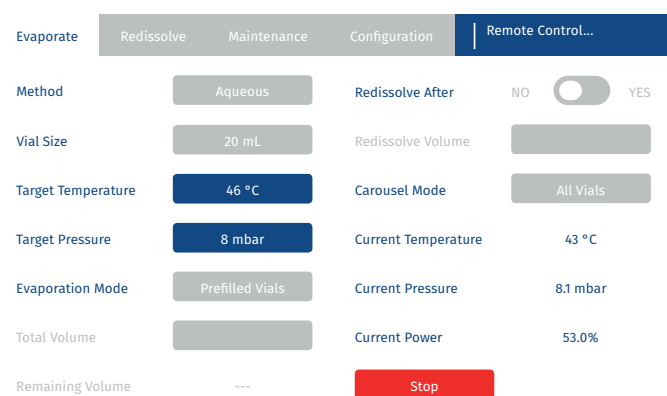 Evaporate Redissolve Maintenance Configuration Remote Control...
Method Aqueous Redissolve After NO YES
Vial Size 20 mL Redissolve Volume
Target Temperature 46 °C Carousel Mode All Vials
Target Pressure 8 mbar Current Temperature 43 °C
Evaporation Mode Prefilled Vials Current Pressure 8.1 mbar
Total Volume Current Power 53.0%
Remaining Volume --- Stop